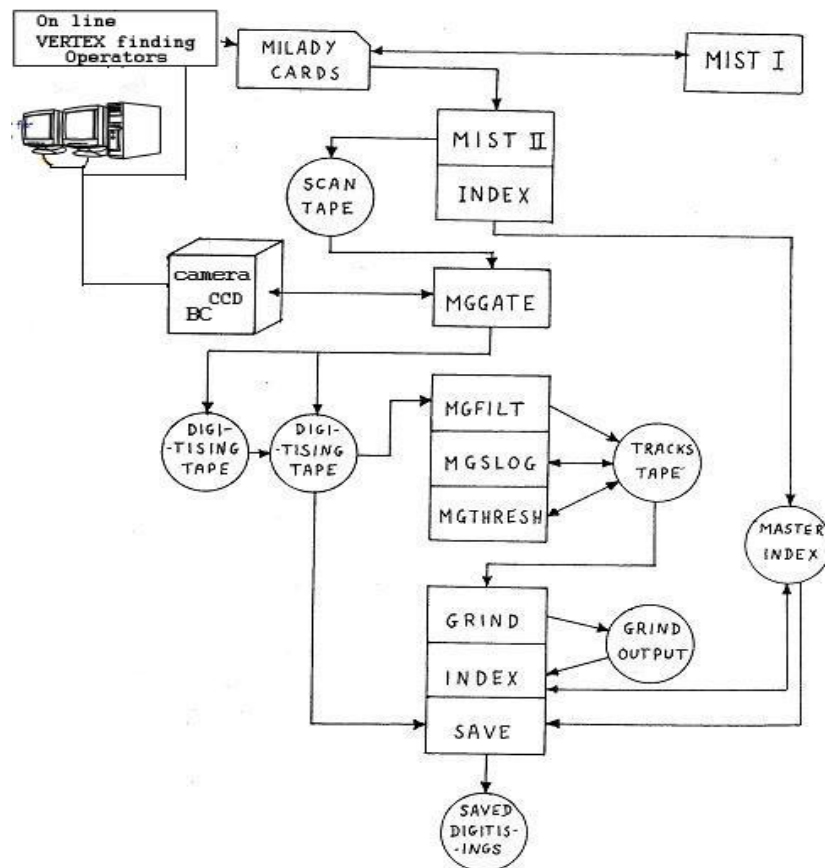 On line
VERTEX finding
Operators
MILADY
CARDS
MIST I
MIST II
INDEX
SCAN
TAPE
camera
CCD
BC
MGGATE
DIGI-
-TISING
TAPE
DIGI-
-TISING
TAPE
MGFILT
MGSLOG
MGTHRESH
TRACKS
TAPE
MASTER
INDEX
GRIND
INDEX
SAVE
GRIND
OUTPUT
SAVED
DIGITIS-
-INGS